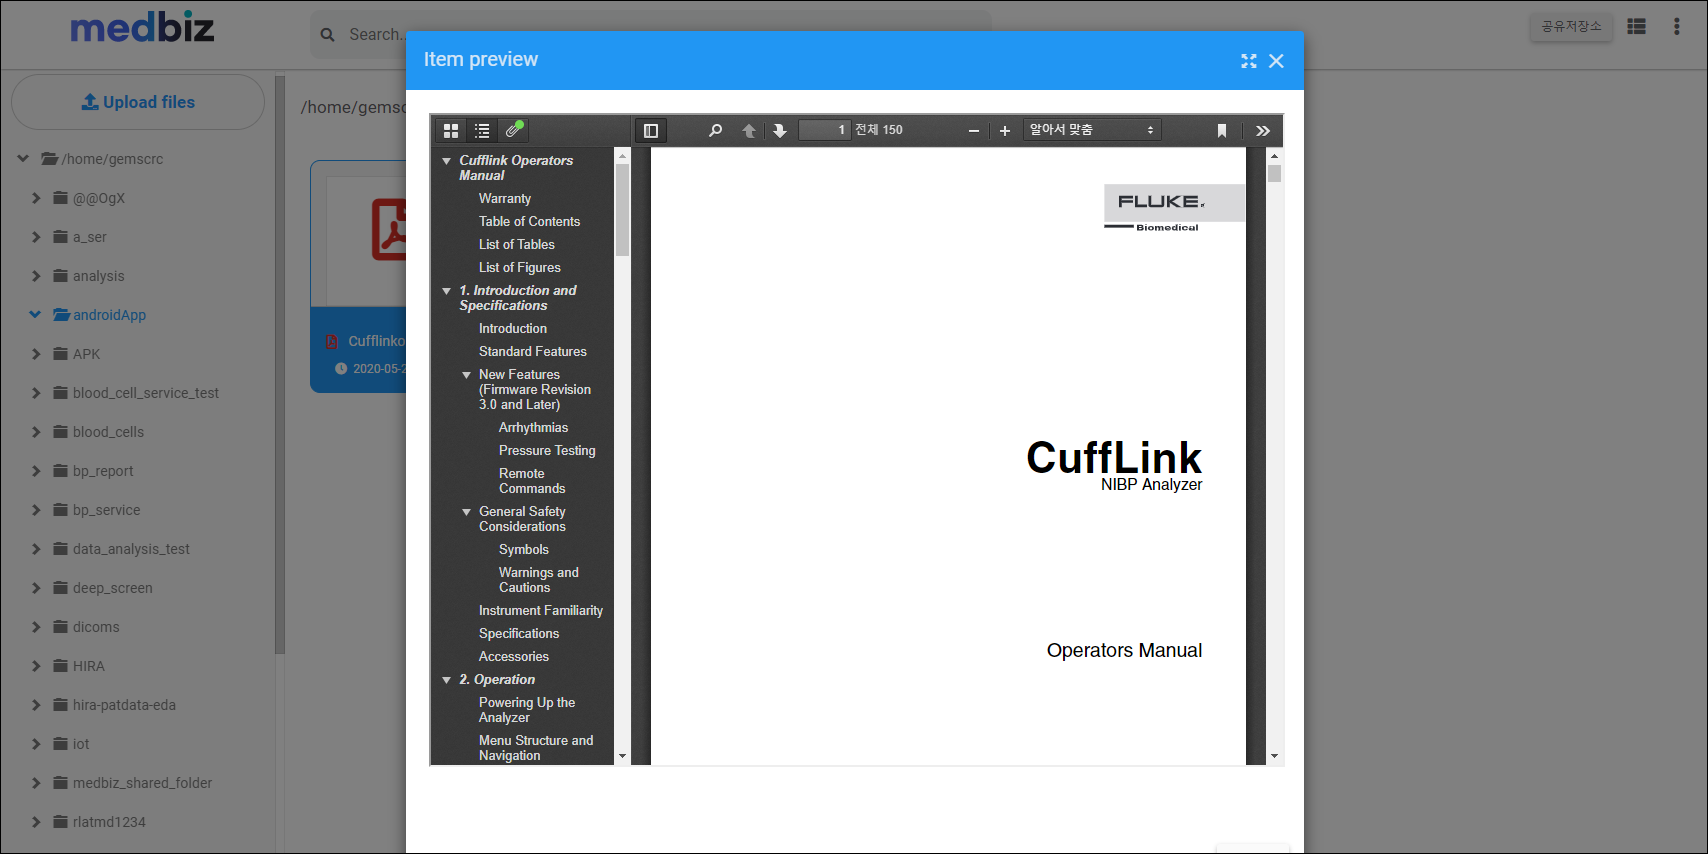 medbiz
Search..
공유저장소
Upload files
/home/gemscrc
@@OgX
a_ser
analysis
androidApp
APK
blood_cell_service_test
blood_cells
bp_report
bp_service
data_analysis_test
deep_screen
dicoms
HIRA
hira-patdata-eda
iot
medbiz_shared_folder
rlatmd1234
/home/gemsc
Cufflinko
2020-05-2
Item preview
1 전체 150
알아서 맞춤
Cufflink Operators
Manual
Warranty
Table of Contents
List of Tables
List of Figures
1. Introduction and
Specifications
Introduction
Standard Features
New Features
(Firmware Revision
3.0 and Later)
Arrhythmias
Pressure Testing
Remote
Commands
General Safety
Considerations
Symbols
Warnings and
Cautions
Instrument Familiarity
Specifications
Accessories
2. Operation
Powering Up the
Analyzer
Menu Structure and
Navigation
FLUKE®
Biomedical
CuffLink
NIBP Analyzer
Operators Manual